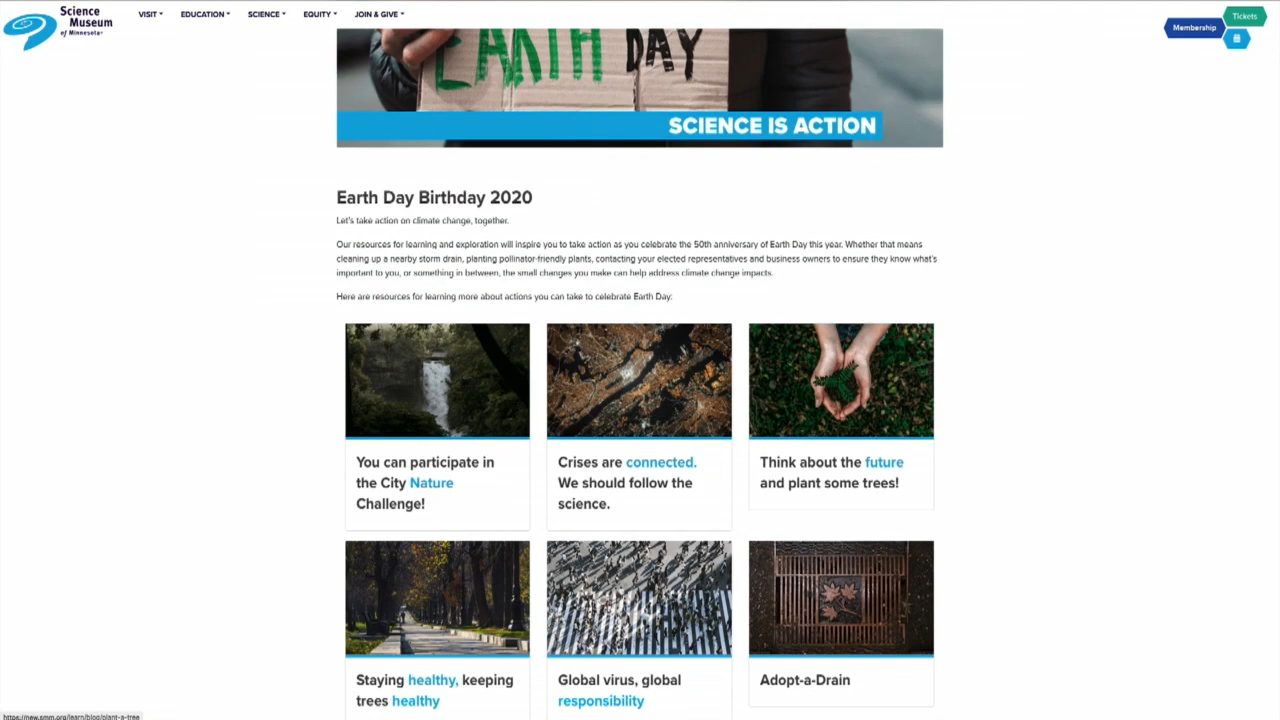 Science
Museum
of Minnesota
VISIT EDUCATION SCIENCE EQUITY JOIN & GIVE
Tickets
Membership
EARTH DAY
SCIENCE IS ACTION
Earth Day Birthday 2020
Let's take action on climate change, together.
Our resources for learning and exploration will inspire you to take action as you celebrate the 50th anniversary of Earth Day this year. Whether that means
cleaning up a nearby storm drain, planting pollinator-friendly plants, contacting your elected representatives and business owners to ensure they know what's
important to you, or something in between, the small changes you make can help address climate change impacts.
Here are resources for learning more about actions you can take to celebrate Earth Day:
You can participate in
the City Nature
Challenge!
Crises are connected.
We should follow the
science.
Think about the future
and plant some trees!
Staying healthy, keeping
trees healthy
Global virus, global
responsibility
Adopt-a-Drain
https://new.smm.org/learn/blog/plant-a-tree